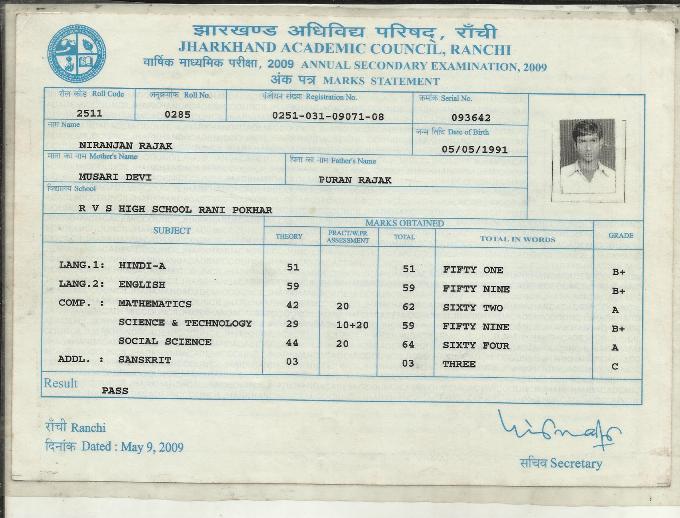 झारखण्ड अधिविद्य परिषद्, राँची
JHARKHAND ACADEMIC COUNCIL, RANCHI
वार्षिक माध्यमिक परीक्षा, 2009 ANNUAL SECONDARY EXAMINATION, 2009
अंक पत्र MARKS STATEMENT
रोल कोड Roll Code अनुक्रमांक Roll No. पंजीयन संख्या Registration No. क्रमांक Serial No.
2511 0285 0251-031-09071-08 093642
नाम Name जन्म तिथि Date of Birth
NIRANJAN RAJAK 05/05/1991
माता का नाम Mother's Name पिता का नाम Father's Name
MUSARI DEVI PURAN RAJAK
विद्यालय School
R V S HIGH SCHOOL RANI POKHAR
SUBJECT MARKS OBTAINED GRADE
THEORY PRACT/W.PR ASSESSMENT TOTAL TOTAL IN WORDS
LANG.1: HINDI-A 51 51 FIFTY ONE B+
LANG.2: ENGLISH 59 59 FIFTY NINE B+
COMP. : MATHEMATICS 42 20 62 SIXTY TWO A
SCIENCE & TECHNOLOGY 29 10+20 59 FIFTY NINE B+
SOCIAL SCIENCE 44 20 64 SIXTY FOUR A
ADDL. : SANSKRIT 03 03 THREE C
Result PASS
राँची Ranchi
दिनांक Dated : May 9, 2009
सचिव Secretary